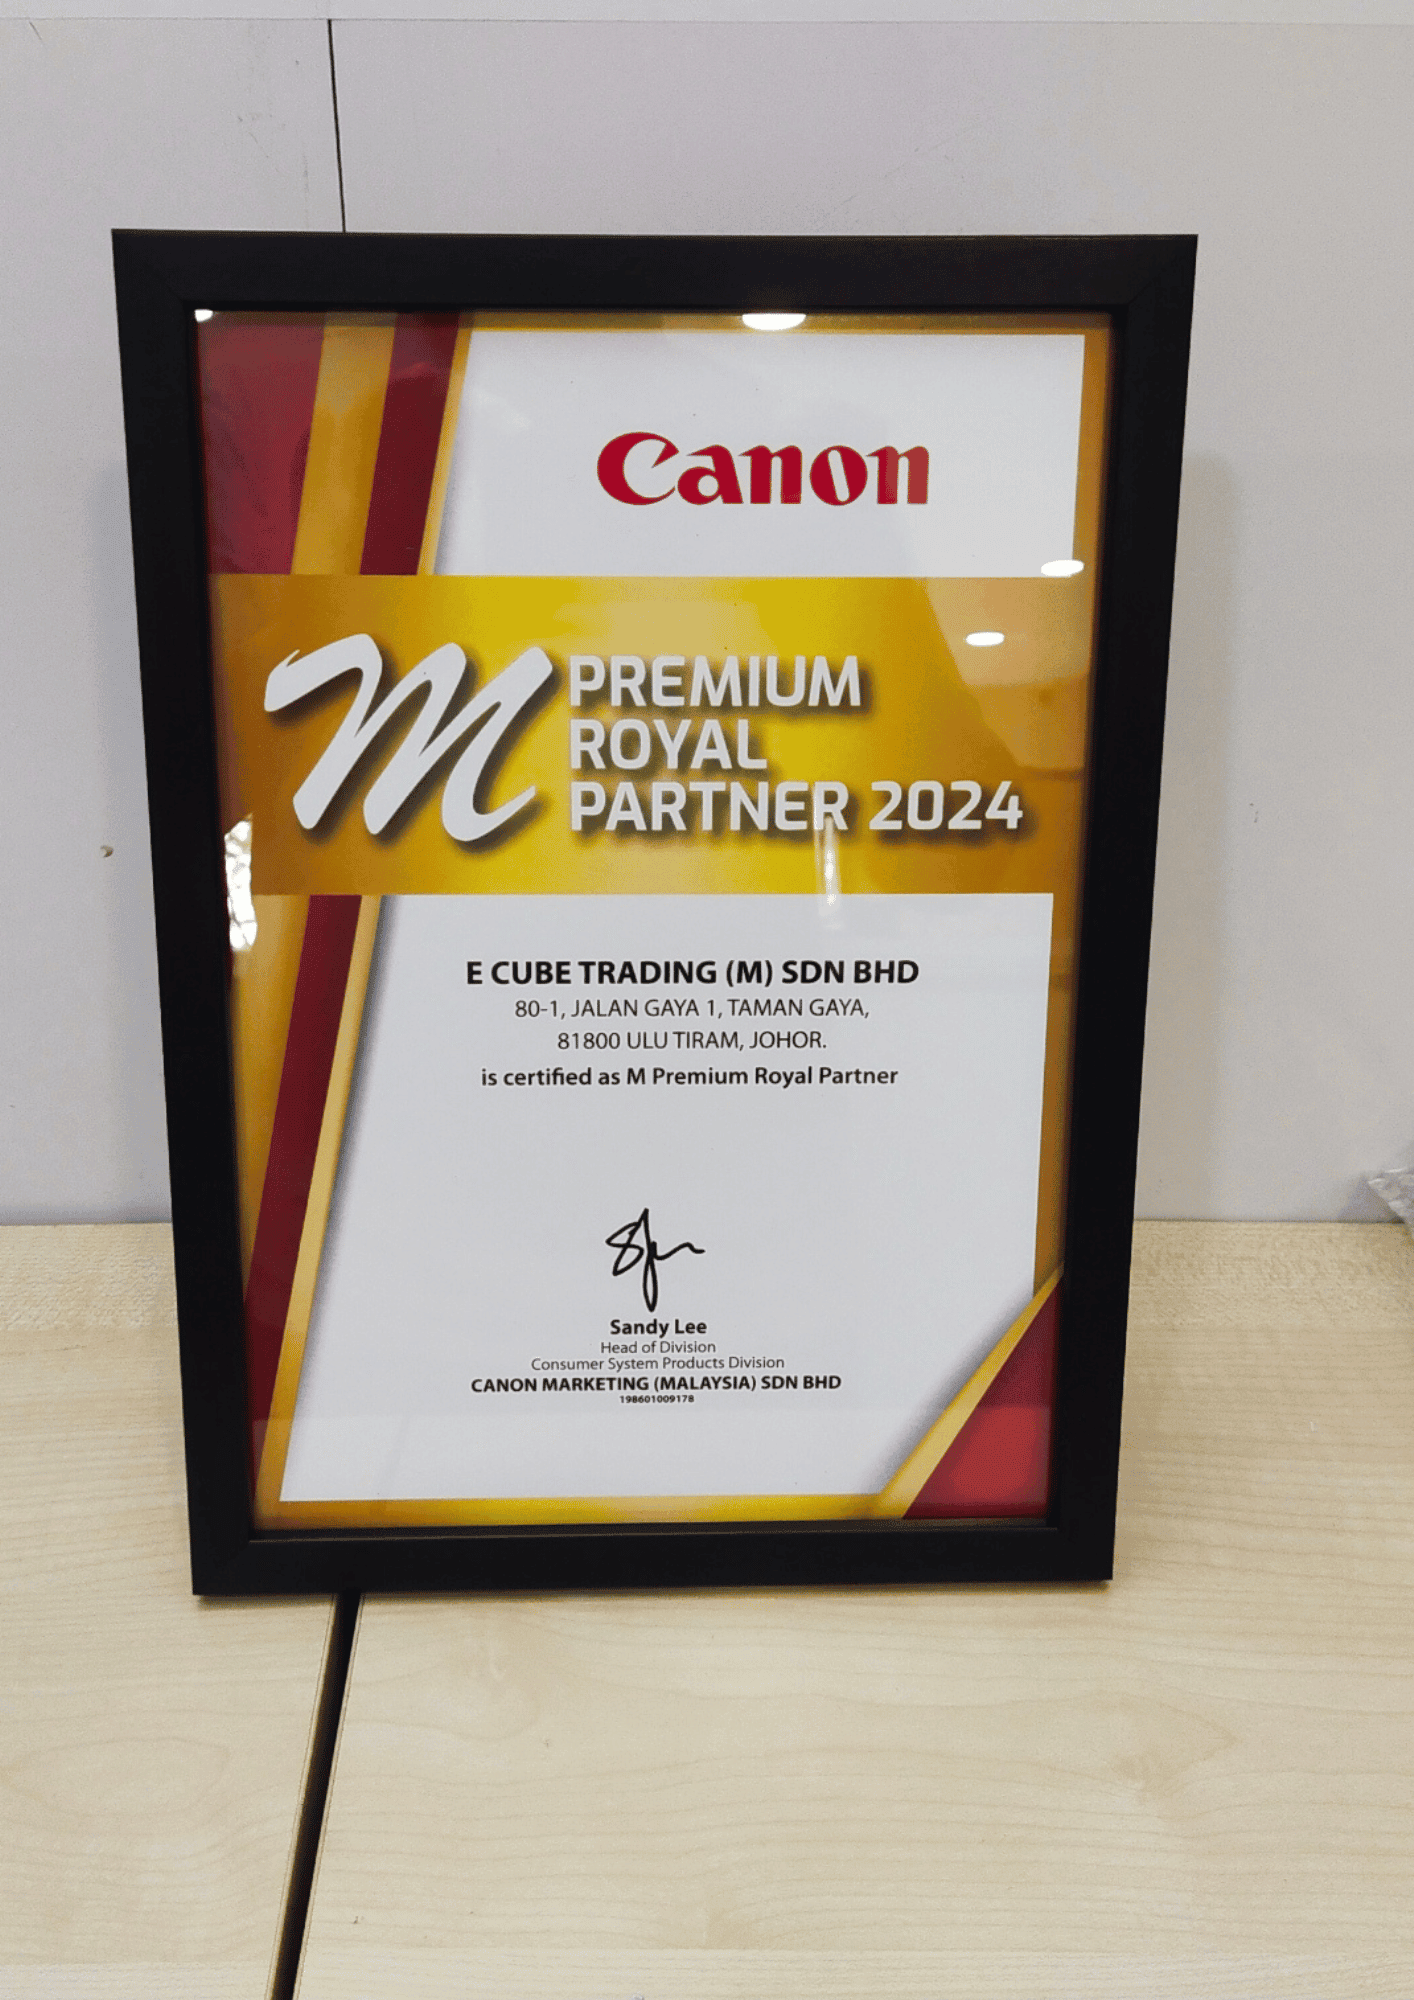 Canon
M PREMIUM
ROYAL
PARTNER 2024
E CUBE TRADING (M) SDN BHD
80-1, JALAN GAYA 1, TAMAN GAYA,
81800 ULU TIRAM, JOHOR.
is certified as M Premium Royal Partner
Sandy Lee
Head of Division
Consumer System Products Division
CANON MARKETING (MALAYSIA) SDN BHD
198601009178